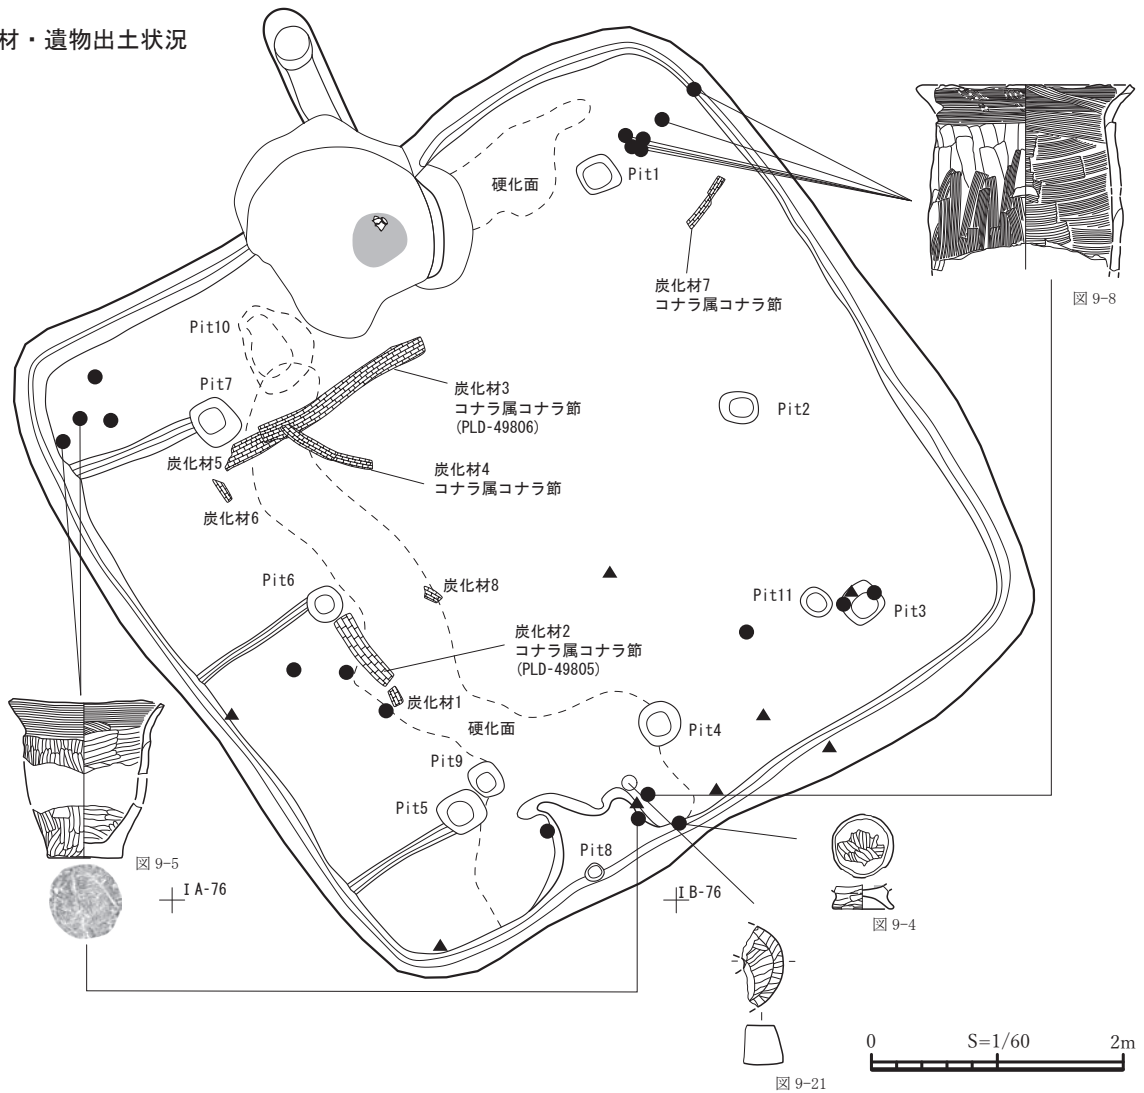 材・遺物出土状況
硬化面
Pit1
炭化材7
コナラ属コナラ節
図 9-8
Pit10
Pit7
炭化材3
コナラ属コナラ節
(PLD-49806)
Pit2
炭化材5
炭化材4
コナラ属コナラ節
炭化材6
Pit6
炭化材8
Pit11
Pit3
炭化材2
コナラ属コナラ節
(PLD-49805)
炭化材1
硬化面
Pit4
Pit9
Pit5
Pit8
図 9-5
ⅠA-76
ⅠB-76
図 9-4
図 9-21
0 S=1/60 2m